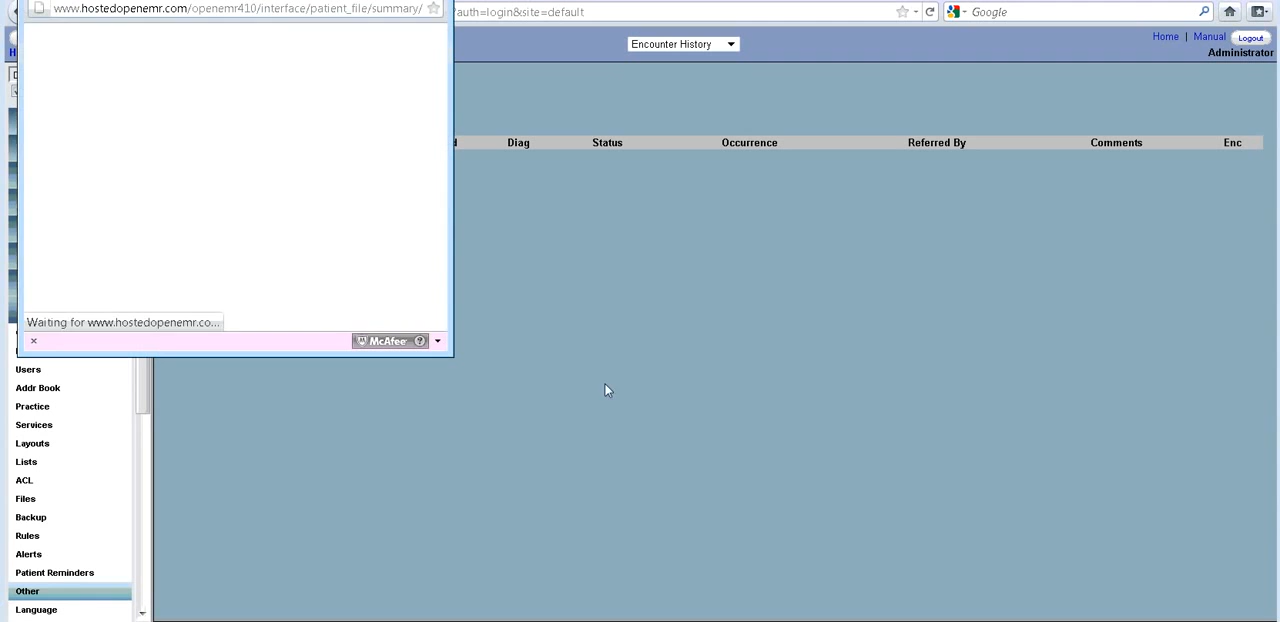 www.hostedopenemr.com/openemr410/interface/patient_file/summary/
?auth=login&site=default
Google
Encounter History
Home | Manual Logout
Administrator
Diag Status Occurrence Referred By Comments Enc
Waiting for www.hostedopenemr.co...
× McAfee ?
Users
Addr Book
Practice
Services
Layouts
Lists
ACL
Files
Backup
Rules
Alerts
Patient Reminders
Other
Language